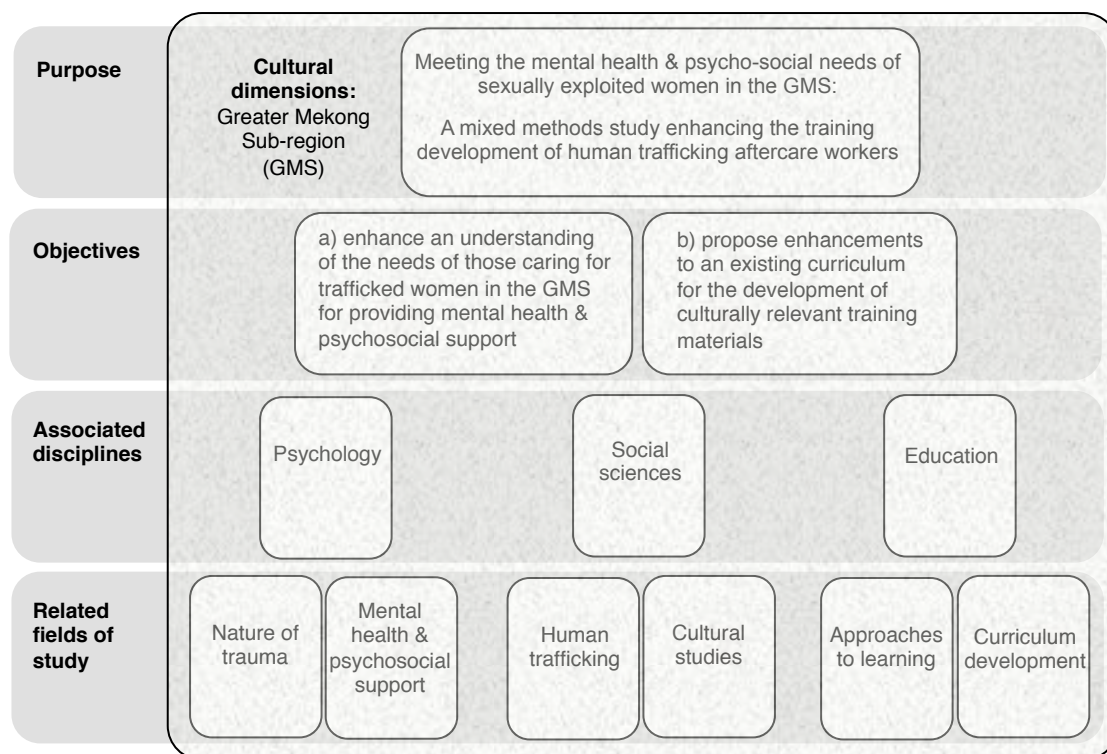 Purpose
Cultural
dimensions:
Greater Mekong
Sub-region
(GMS)
Meeting the mental health & psycho-social needs of
sexually exploited women in the GMS:
A mixed methods study enhancing the training
development of human trafficking aftercare workers
Objectives
a) enhance an understanding
of the needs of those caring for
trafficked women in the GMS
for providing mental health &
psychosocial support
b) propose enhancements
to an existing curriculum
for the development of
culturally relevant training
materials
Associated
disciplines
Psychology
Social
sciences
Education
Related
fields of
study
Nature of
trauma
Mental
health &
psychosocial
support
Human
trafficking
Cultural
studies
Approaches
to learning
Curriculum
development